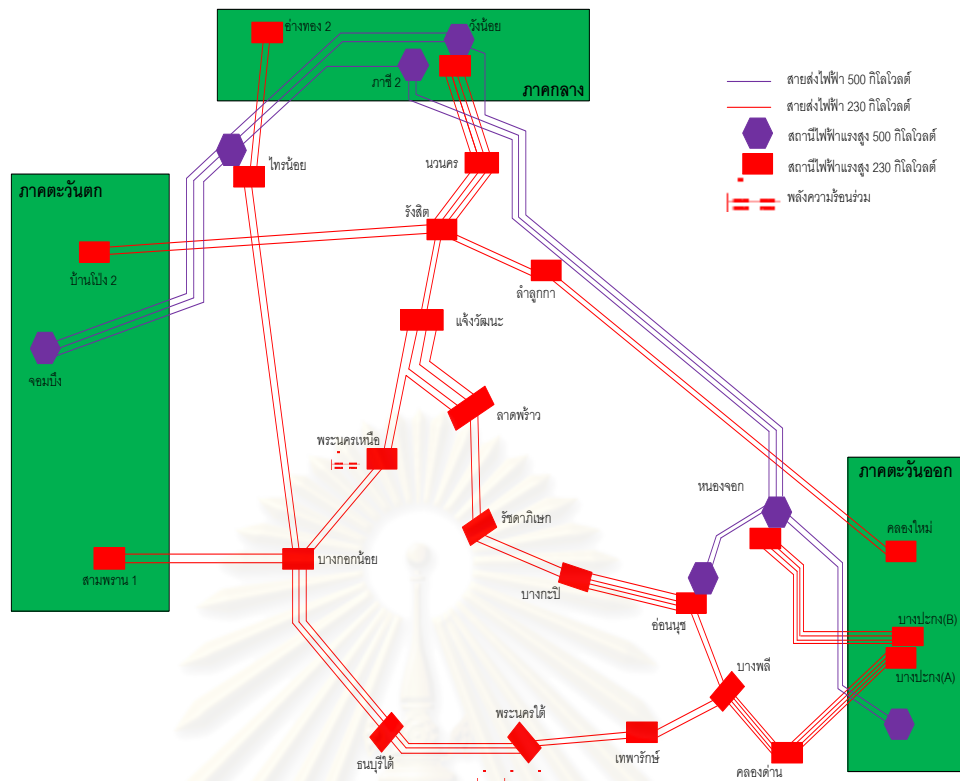 อ่างทอง 2
วังน้อย
ภาชี 2
ภาคกลาง
สายส่งไฟฟ้า 500 กิโลโวลต์
สายส่งไฟฟ้า 230 กิโลโวลต์
สถานีไฟฟ้าแรงสูง 500 กิโลโวลต์
สถานีไฟฟ้าแรงสูง 230 กิโลโวลต์
พลังความร้อนร่วม
ไทรน้อย
นวนคร
ภาคตะวันตก
รังสิต
บ้านโป่ง 2
ลำลูกกา
แจ้งวัฒนะ
จอมบึง
ลาดพร้าว
พระนครเหนือ
ภาคตะวันออก
หนองจอก
รัชดาภิเษก
คลองใหม่
บางกอกน้อย
สามพราน 1
บางกะปิ
อ่อนนุช
บางปะกง(B)
บางพลี
บางปะกง(A)
พระนครใต้
ธนบุรีใต้
เทพารักษ์
คลองด่าน